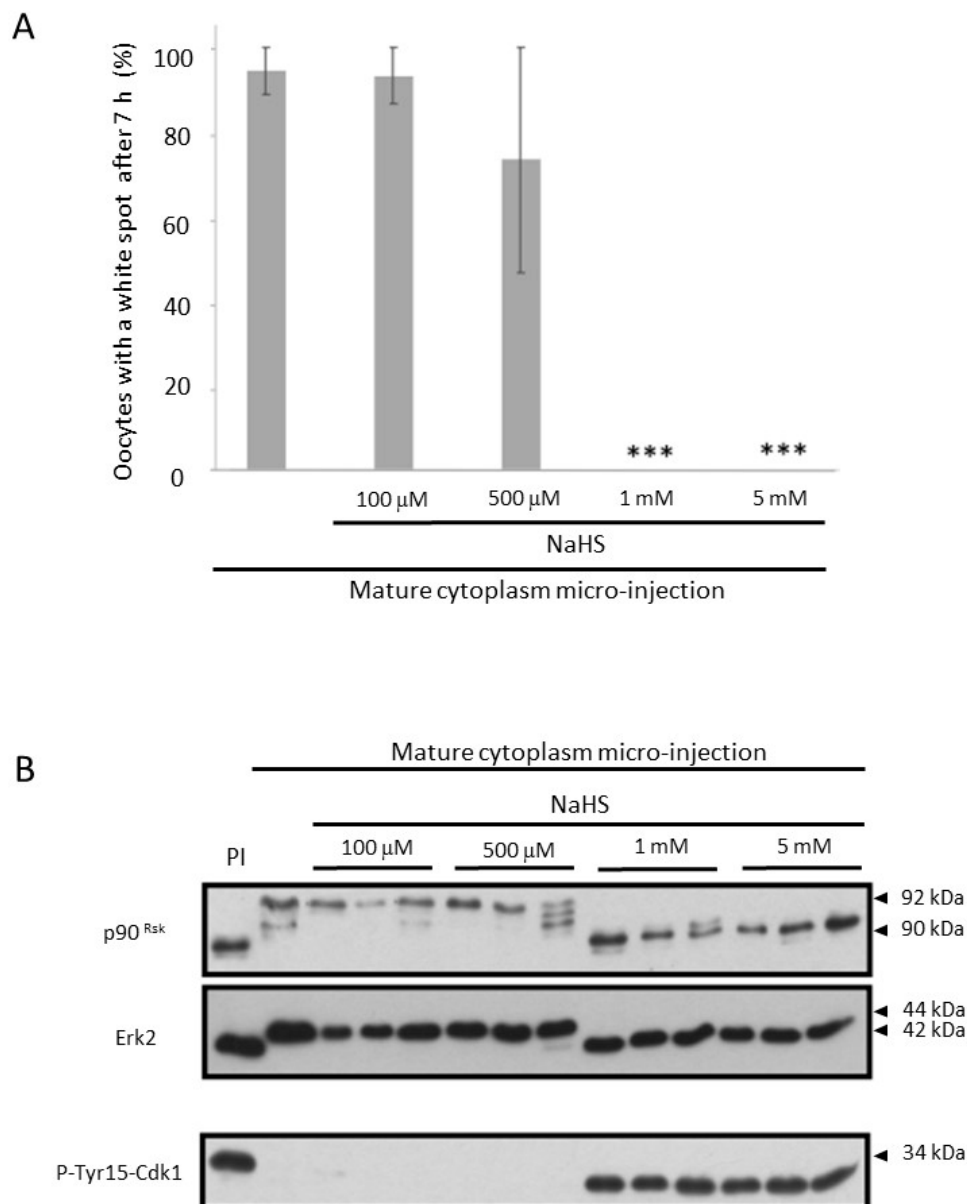 A
Oocytes with a white spot after 7 h (%)
100
80
60
40
20
0
*** ***
100 µM 500 µM 1 mM 5 mM
NaHS
Mature cytoplasm micro-injection
B
Mature cytoplasm micro-injection
NaHS
PI 100 µM 500 µM 1 mM 5 mM
p90 Rsk
92 kDa
90 kDa
Erk2
44 kDa
42 kDa
P-Tyr15-Cdk1
34 kDa